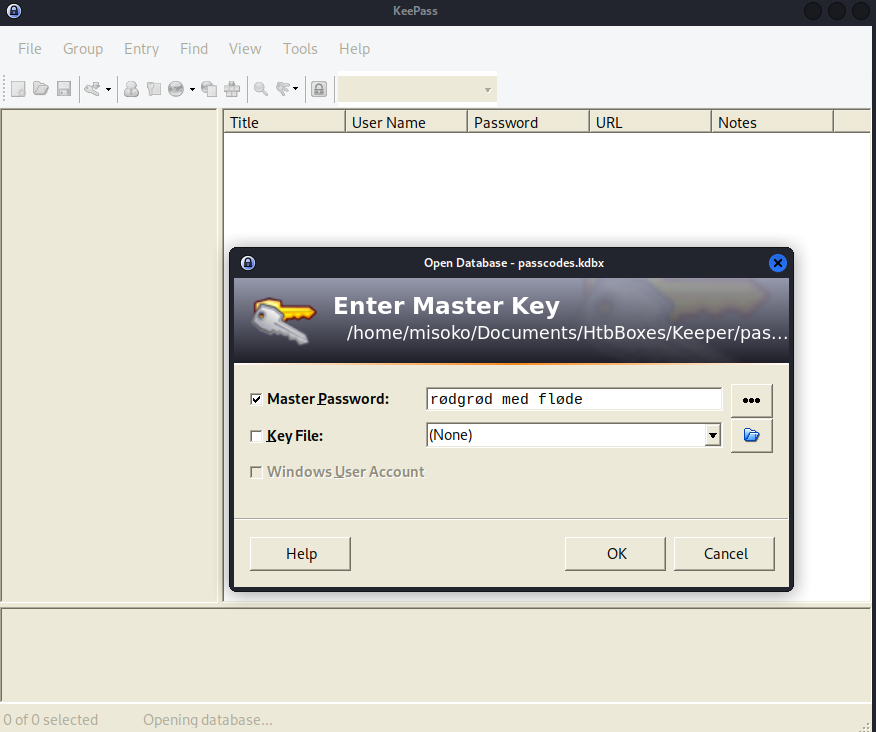 KeePass
File Group Entry Find View Tools Help
Title User Name Password URL Notes
Open Database - passcodes.kdbx
Enter Master Key
/home/misoko/Documents/HtbBoxes/Keeper/pas...
Master Password: rødgrød med fløde
Key File: (None)
Windows User Account
Help OK Cancel
0 of 0 selected Opening database...